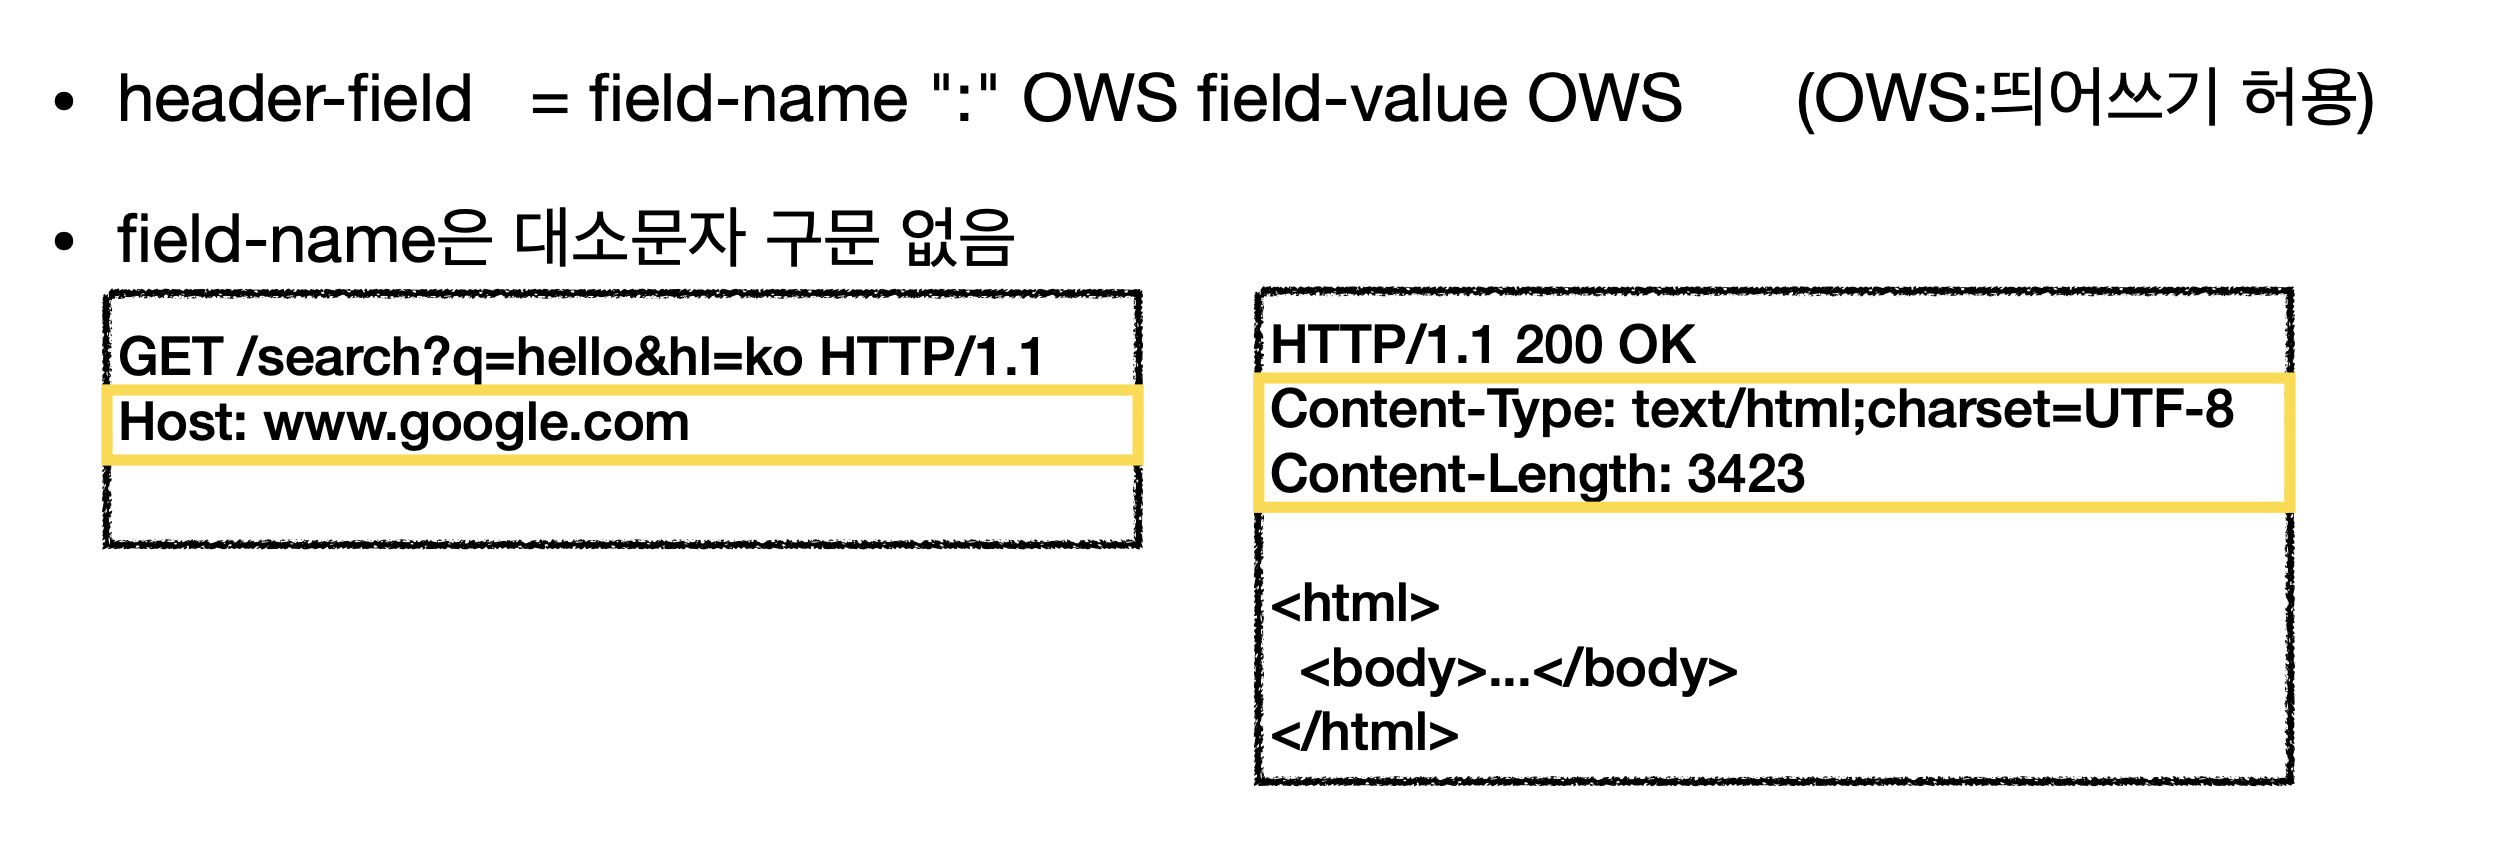 • header-field = field-name ":" OWS field-value OWS (OWS:띄어쓰기 허용)
• field-name은 대소문자 구문 없음
GET /search?q=hello&hl=ko HTTP/1.1
Host: www.google.com
HTTP/1.1 200 OK
Content-Type: text/html;charset=UTF-8
Content-Length: 3423
<html>
<body>...</body>
</html>